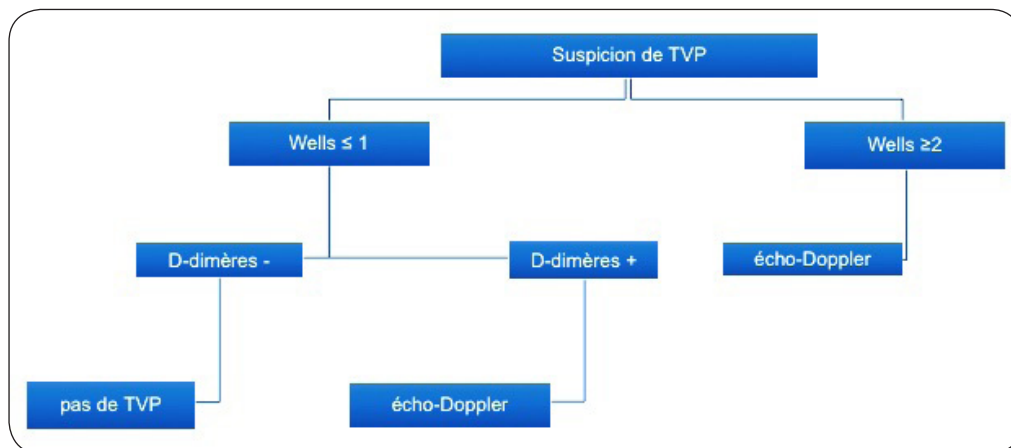 Suspicion de TVP
Wells ≤ 1
Wells ≥2
D-dimères -
D-dimères +
écho-Doppler
pas de TVP
écho-Doppler